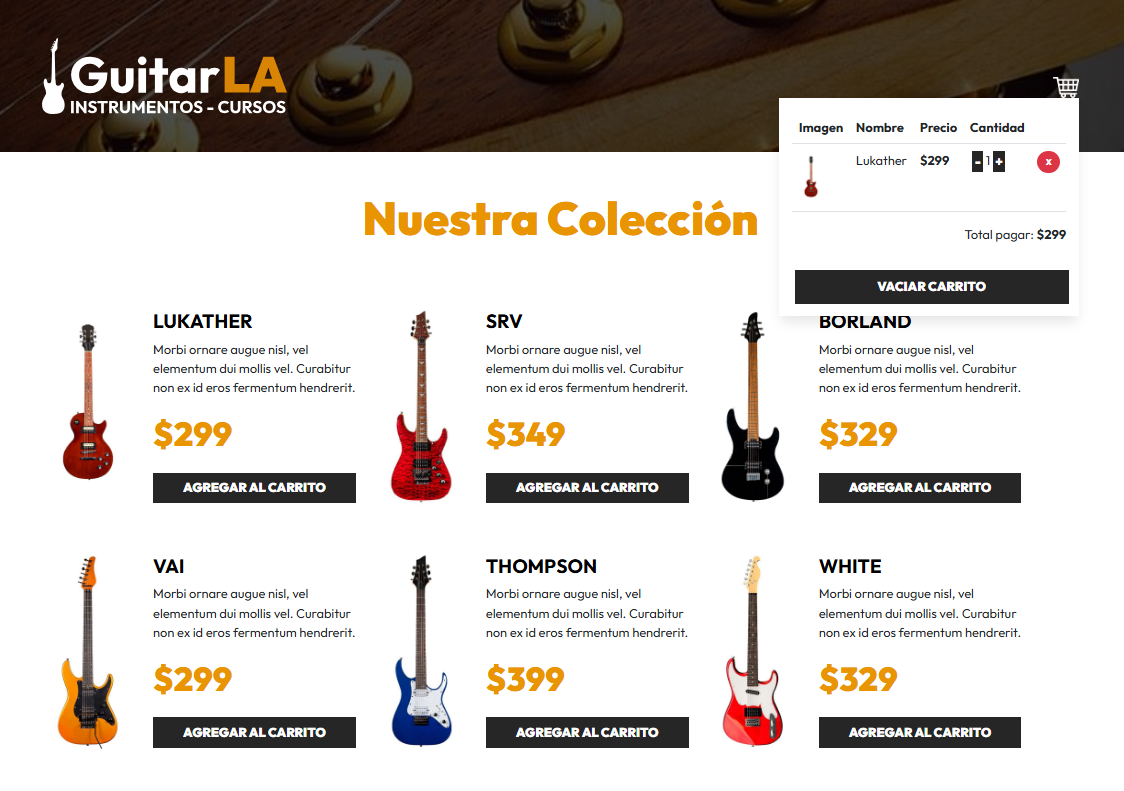 GuitarLA
INSTRUMENTOS - CURSOS
Imagen Nombre Precio Cantidad
Lukather $299 - 1 + x
Total pagar: $299
VACIAR CARRITO
Nuestra Colección
LUKATHER
Morbi ornare augue nisl, vel
elementum dui mollis vel. Curabitur
non ex id eros fermentum hendrerit.
$299
AGREGAR AL CARRITO
SRV
Morbi ornare augue nisl, vel
elementum dui mollis vel. Curabitur
non ex id eros fermentum hendrerit.
$349
AGREGAR AL CARRITO
BORLAND
Morbi ornare augue nisl, vel
elementum dui mollis vel. Curabitur
non ex id eros fermentum hendrerit.
$329
AGREGAR AL CARRITO
VAI
Morbi ornare augue nisl, vel
elementum dui mollis vel. Curabitur
non ex id eros fermentum hendrerit.
$299
AGREGAR AL CARRITO
THOMPSON
Morbi ornare augue nisl, vel
elementum dui mollis vel. Curabitur
non ex id eros fermentum hendrerit.
$399
AGREGAR AL CARRITO
WHITE
Morbi ornare augue nisl, vel
elementum dui mollis vel. Curabitur
non ex id eros fermentum hendrerit.
$329
AGREGAR AL CARRITO